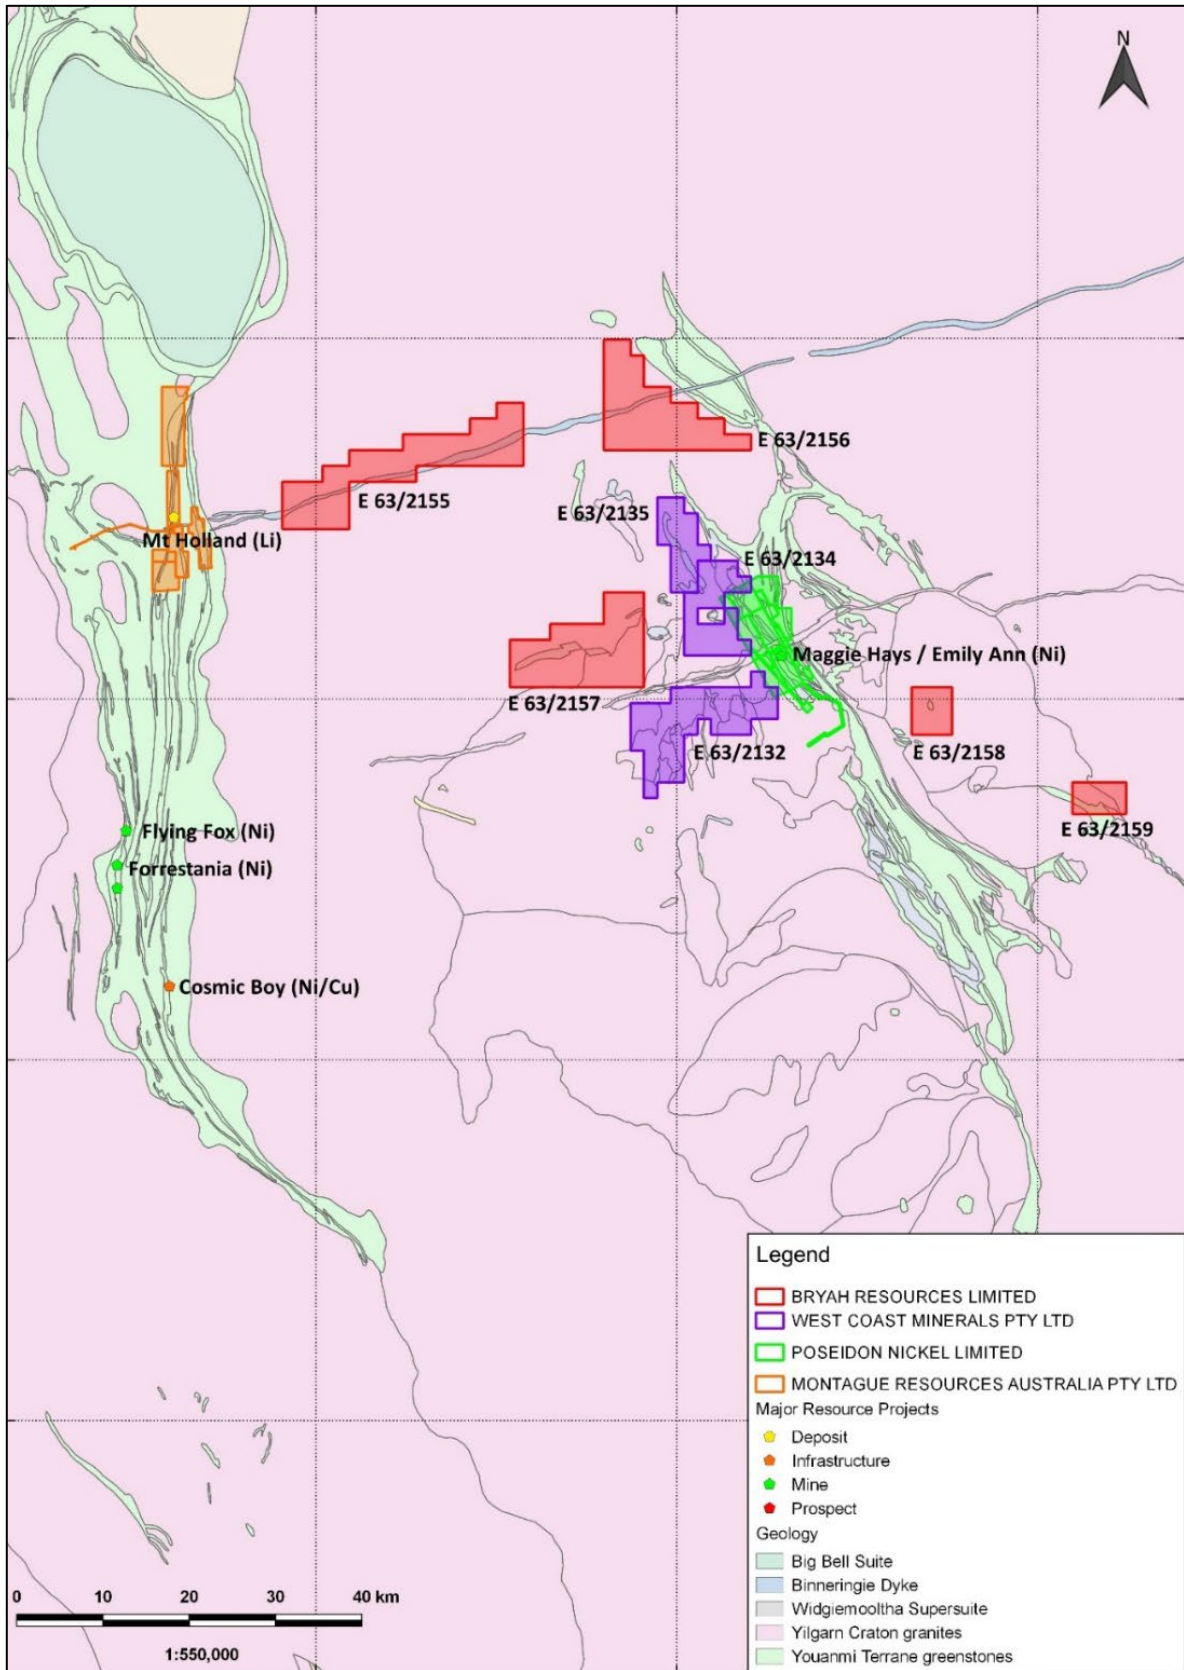 N
E 63/2156
E 63/2155
E 63/2135
Mt Holland (Li)
E 63/2134
Maggie Hays / Emily Ann (Ni)
E 63/2157
E 63/2132
E 63/2158
Flying Fox (Ni)
E 63/2159
Forrestania (Ni)
Cosmic Boy (Ni/Cu)
Legend
BRYAH RESOURCES LIMITED
WEST COAST MINERALS PTY LTD
POSEIDON NICKEL LIMITED
MONTAGUE RESOURCES AUSTRALIA PTY LTD
Major Resource Projects
Deposit
Infrastructure
Mine
Prospect
Geology
Big Bell Suite
Binneringie Dyke
Widgiemooltha Supersuite
Yilgarn Craton granites
Youanmi Terrane greenstones
0 10 20 30 40 km
1:550,000